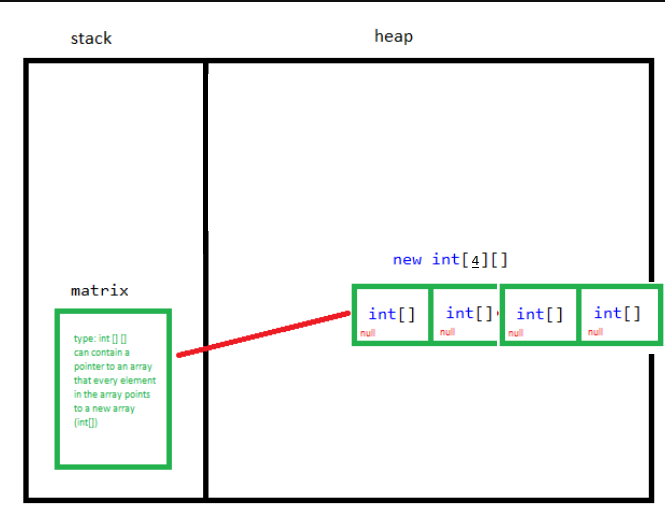 stack
heap
new int[4][]
matrix
int[] int[] int[] int[]
null null null null
type: int [] []
can contain a
pointer to an array
that every element
in the array points
to a new array
(int[])